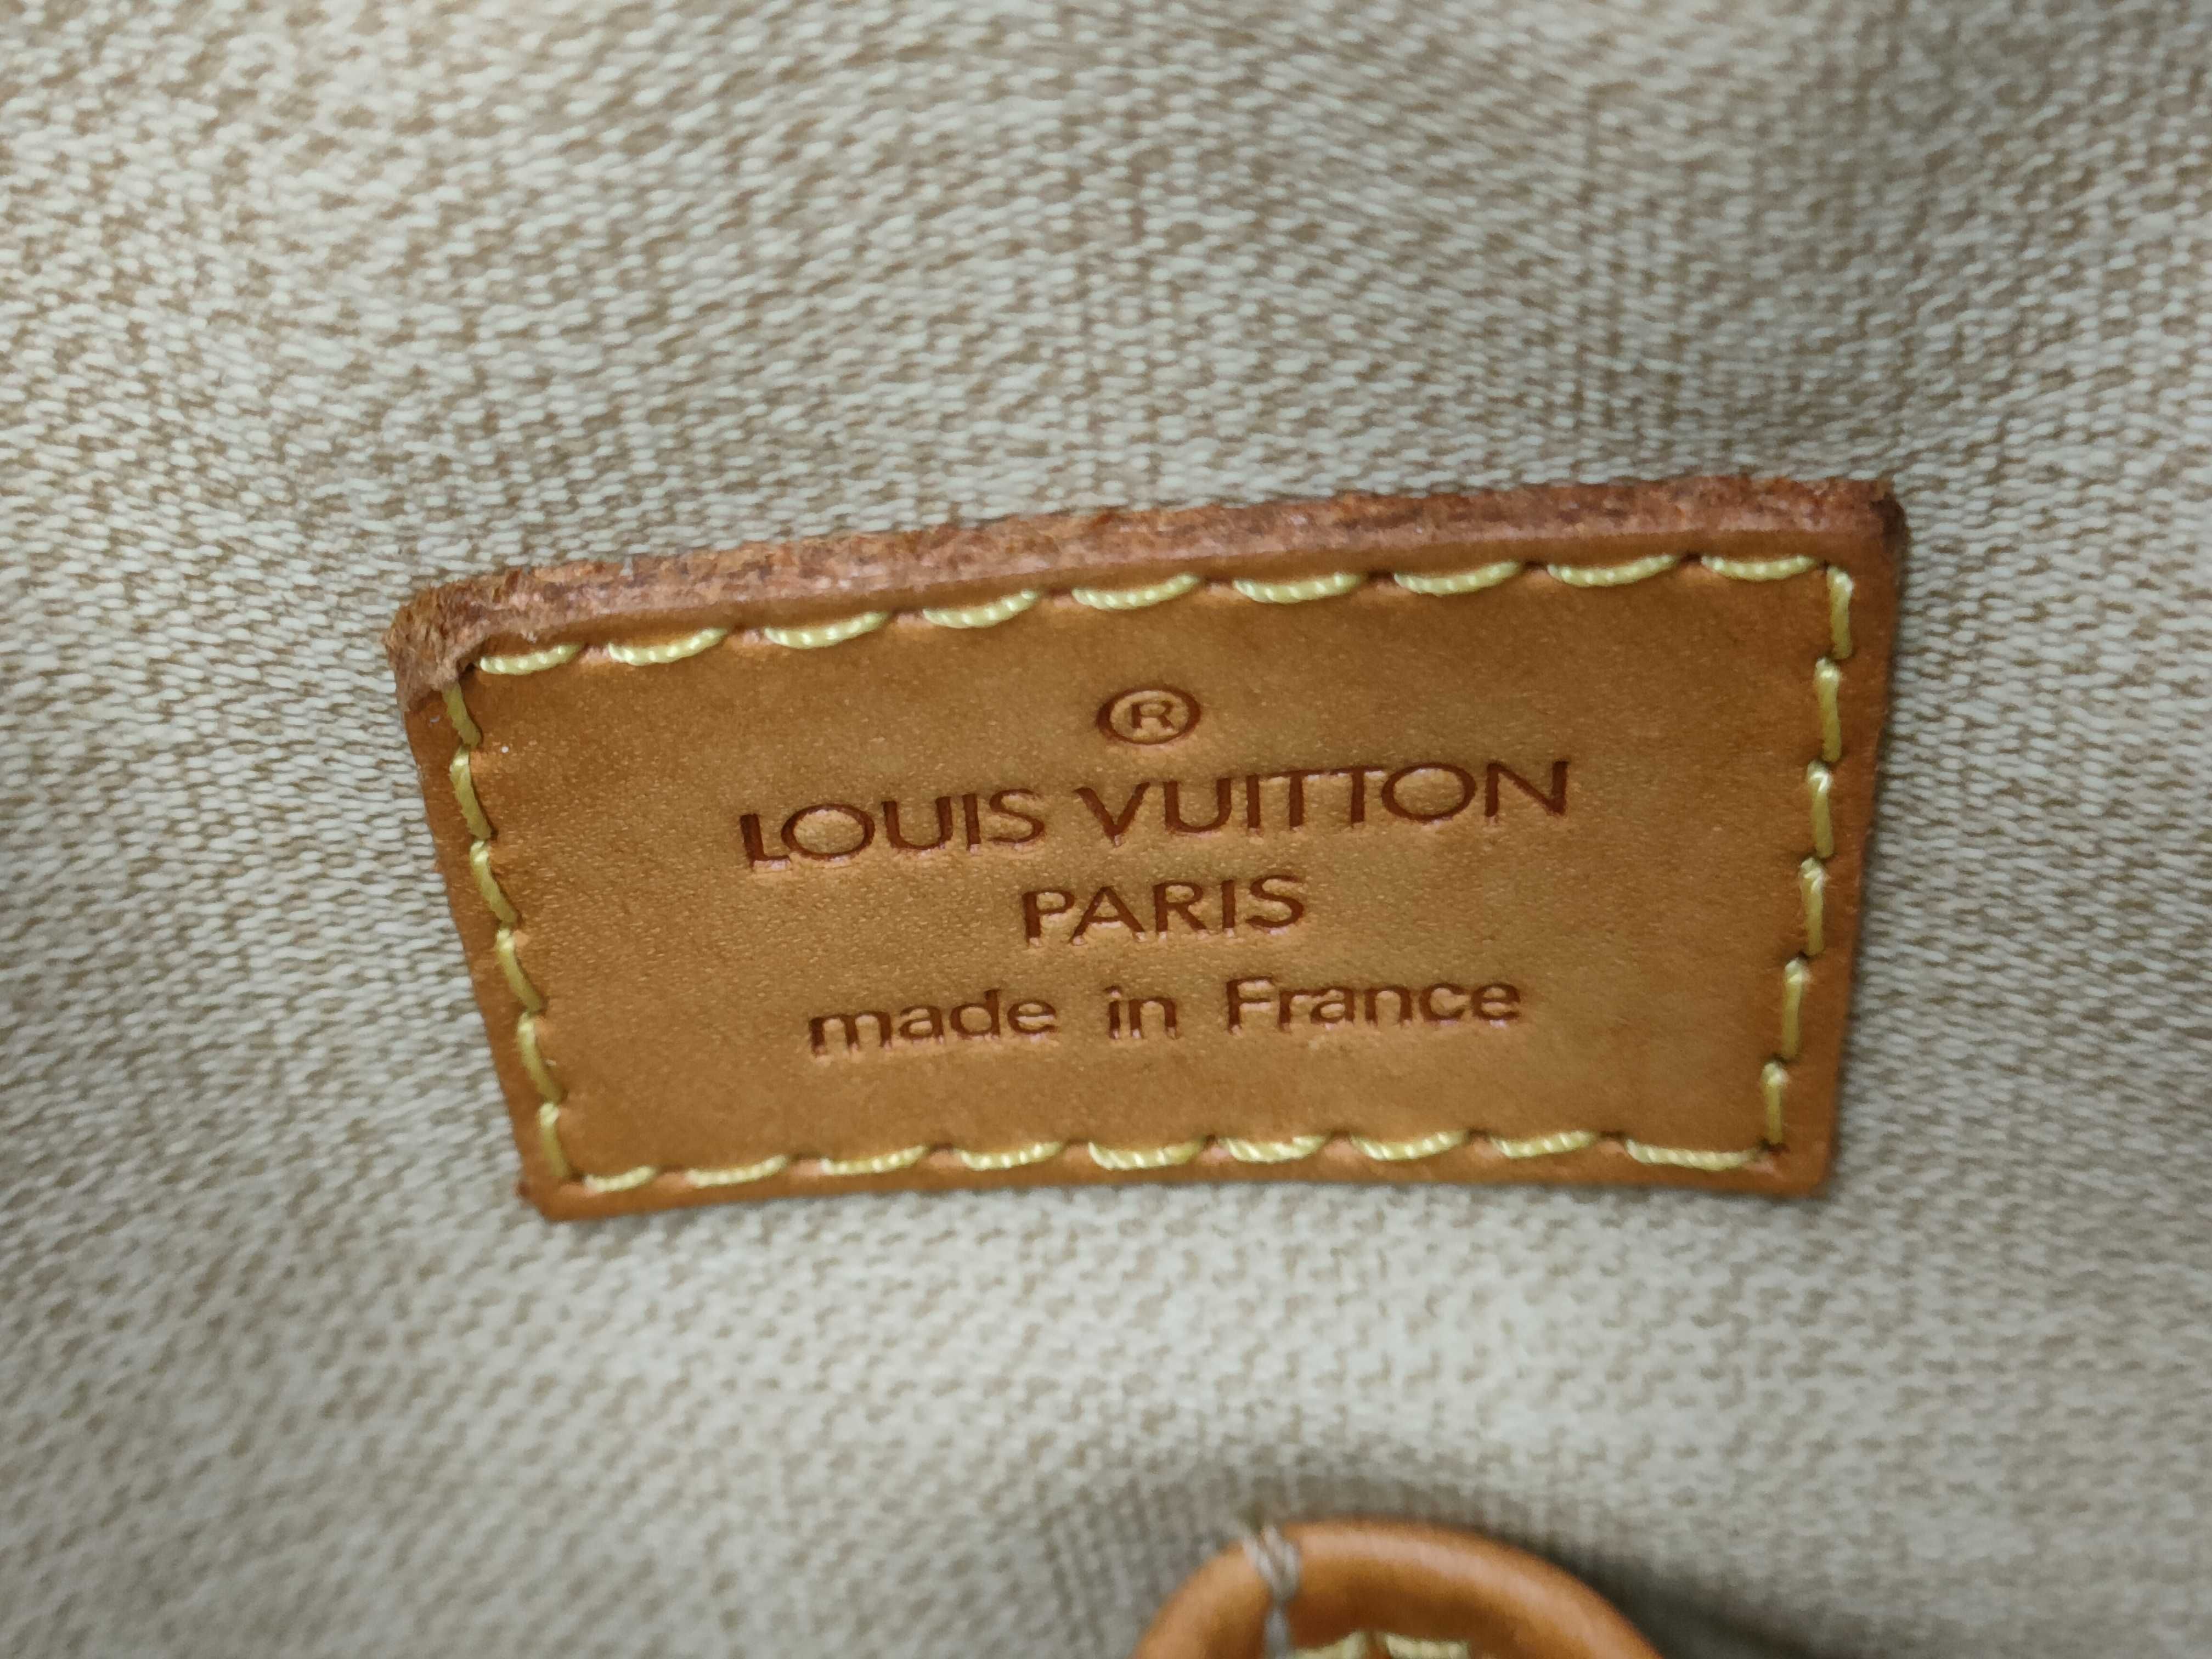 ®
LOUIS VUITTON
PARIS
made in France